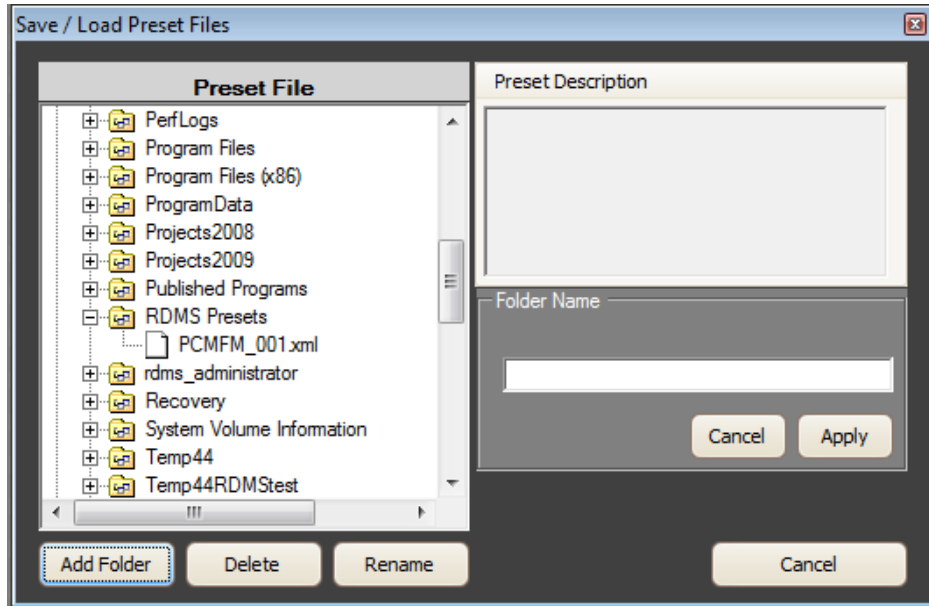 Save / Load Preset Files
Preset File
PerfLogs
Program Files
Program Files (x86)
ProgramData
Projects2008
Projects2009
Published Programs
RDMS Presets
PCMFM_001.xml
rdms_administrator
Recovery
System Volume Information
Temp44
Temp44RDMStest
Add Folder
Delete
Rename
Preset Description
Folder Name
Cancel
Apply
Cancel